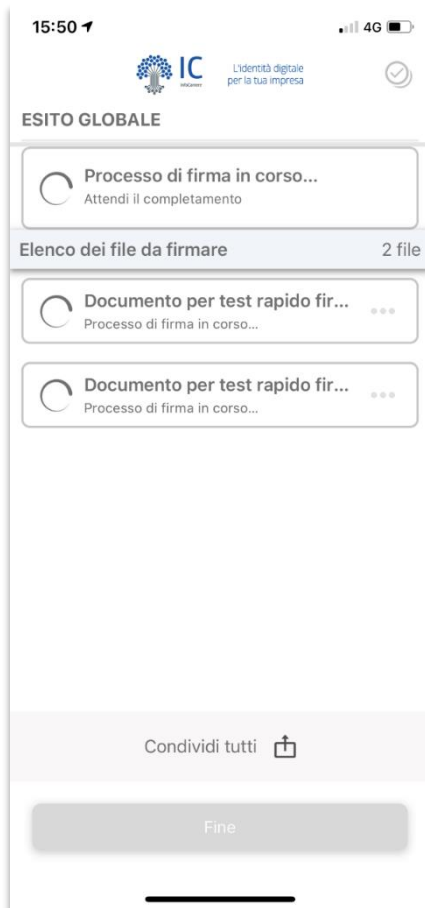 15:50
4G
IC
InfoCamere
L'identità digitale
per la tua impresa
ESITO GLOBALE
Processo di firma in corso...
Attendi il completamento
Elenco dei file da firmare 2 file
Documento per test rapido fir...
Processo di firma in corso...
Documento per test rapido fir...
Processo di firma in corso...
Condividi tutti
Fine